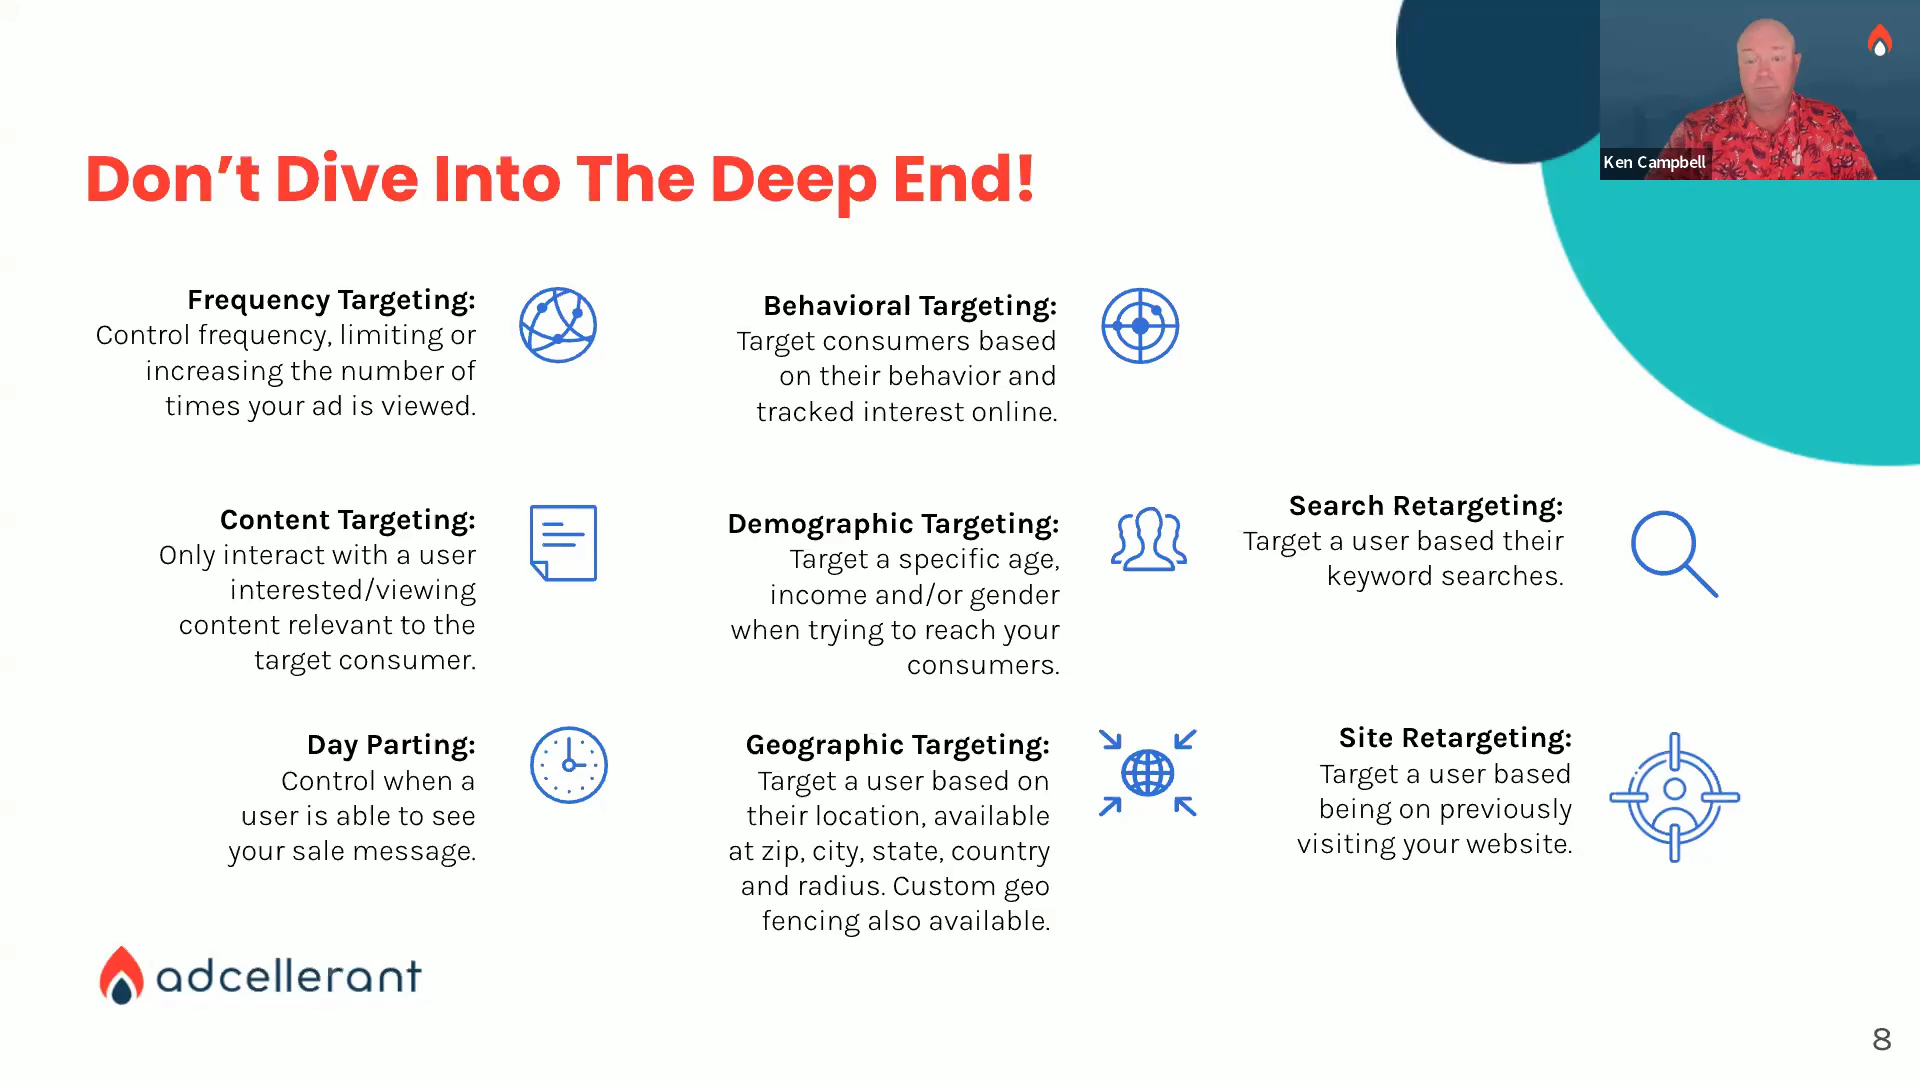 Ken Campbell
Don't Dive Into The Deep End!
Frequency Targeting:
Control frequency, limiting or
increasing the number of
times your ad is viewed.
Behavioral Targeting:
Target consumers based
on their behavior and
tracked interest online.
Content Targeting:
Only interact with a user
interested/viewing
content relevant to the
target consumer.
Demographic Targeting:
Target a specific age,
income and/or gender
when trying to reach your
consumers.
Search Retargeting:
Target a user based their
keyword searches.
Day Parting:
Control when a
user is able to see
your sale message.
Geographic Targeting:
Target a user based on
their location, available
at zip, city, state, country
and radius. Custom geo
fencing also available.
Site Retargeting:
Target a user based
being on previously
visiting your website.
adcellerant
8